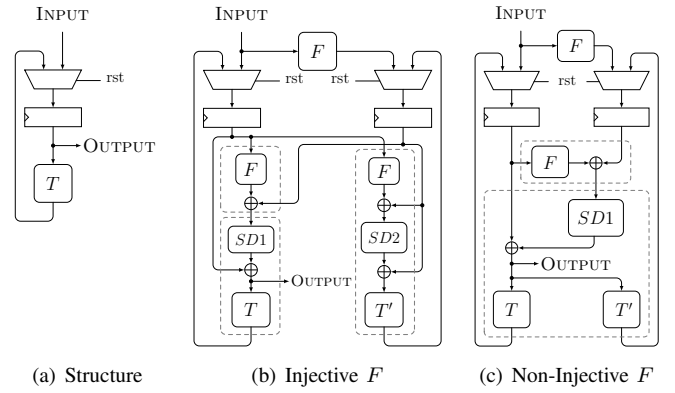 INPUT
rst
OUTPUT
T
(a) Structure
INPUT
F
rst rst
F F
SD1 SD2
OUTPUT
T T'
(b) Injective F
INPUT
F
rst
F
SD1
OUTPUT
T T'
(c) Non-Injective F